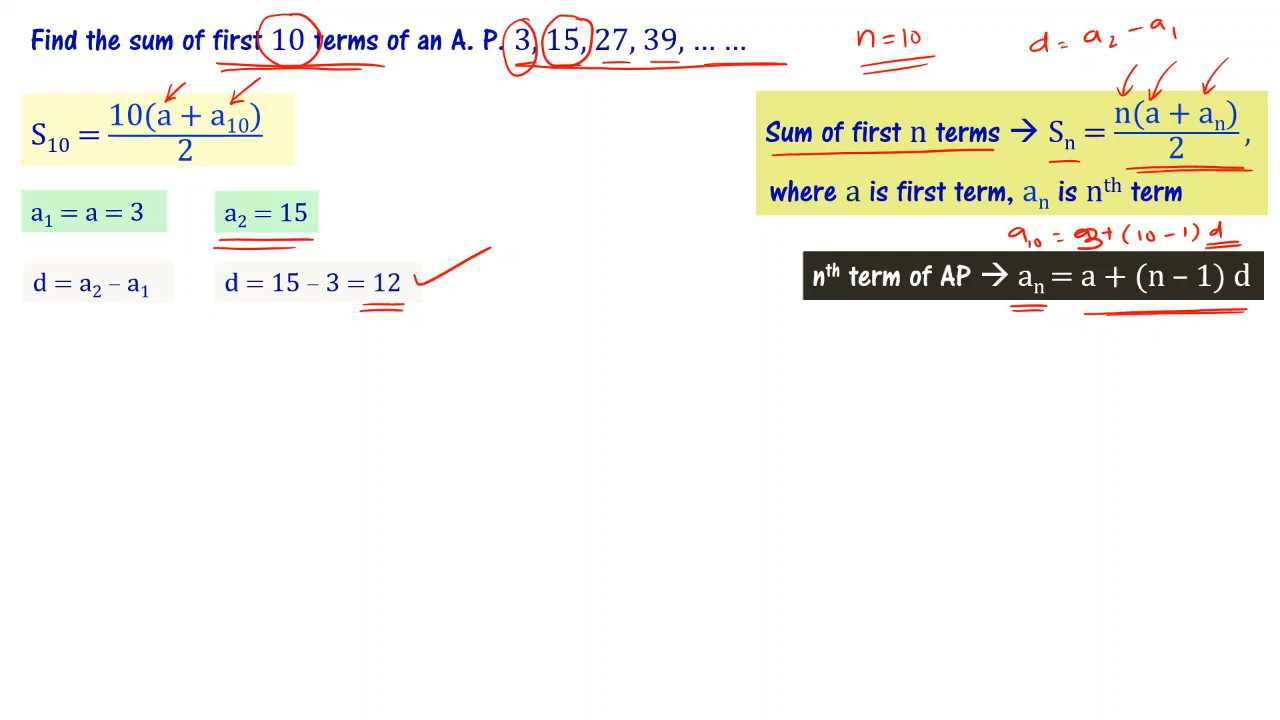 Find the sum of first 10 terms of an A. P. 3, 15, 27, 39, ... ...
n = 10
d = a₂ – a₁
S₁₀ = 10(a + a₁₀) / 2
Sum of first n terms → Sₙ = n(a + aₙ) / 2 ,
where a is first term, aₙ is nᵗʰ term
a₁ = a = 3
a₂ = 15
a₁₀ = 3 + (10 – 1) d
d = a₂ – a₁
d = 15 – 3 = 12
nᵗʰ term of AP → aₙ = a + (n – 1) d